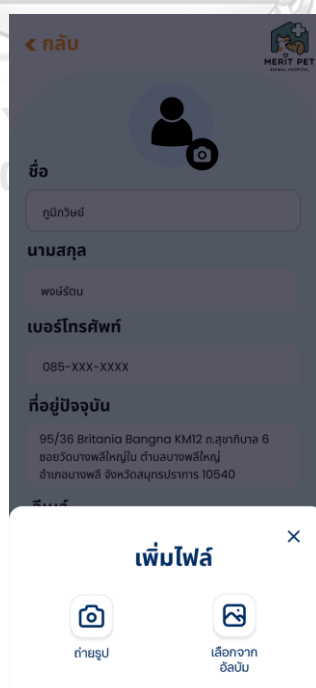 กลับ
MERIT PET
ANIMAL HOSPITAL
ชื่อ
ภูมิภวิษย์
นามสกุล
พงษ์รัตน
เบอร์โทรศัพท์
085-XXX-XXXX
ที่อยู่ปัจจุบัน
95/36 Britania Bangna KM12 ถ.สุขาภิบาล 6
ซอยวัดบางพลีใหญ่ใน ตำบลบางพลีใหญ่
อำเภอบางพลี จังหวัดสมุทรปราการ 10540
เพิ่มไฟล์
ถ่ายรูป
เลือกจาก
อัลบั้ม